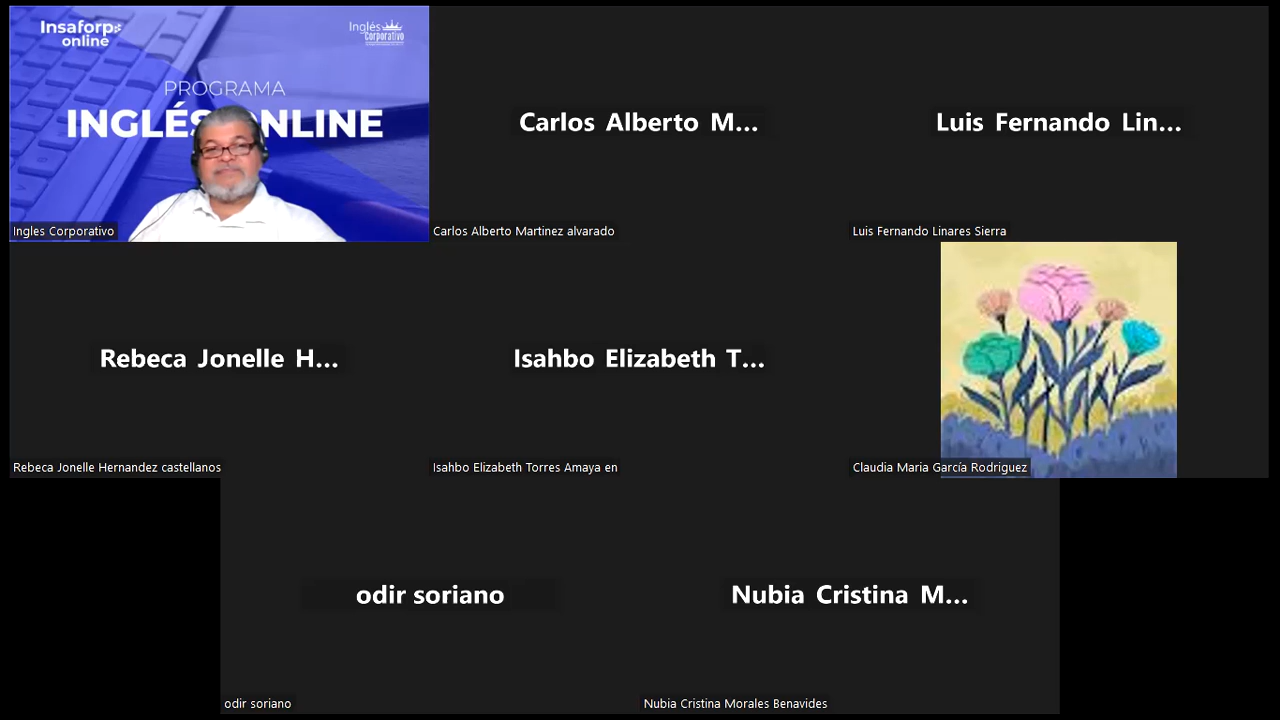 Insaforp
online
Inglés
Corporativo
PROGRAMA
INGLÉS ONLINE
Ingles Corporativo
Carlos Alberto M...
Carlos Alberto Martinez alvarado
Luis Fernando Lin...
Luis Fernando Linares Sierra
Rebeca Jonelle H...
Rebeca Jonelle Hernandez castellanos
Isahbo Elizabeth T...
Isahbo Elizabeth Torres Amaya en
Claudia Maria García Rodriguez
odir soriano
odir soriano
Nubia Cristina M...
Nubia Cristina Morales Benavides